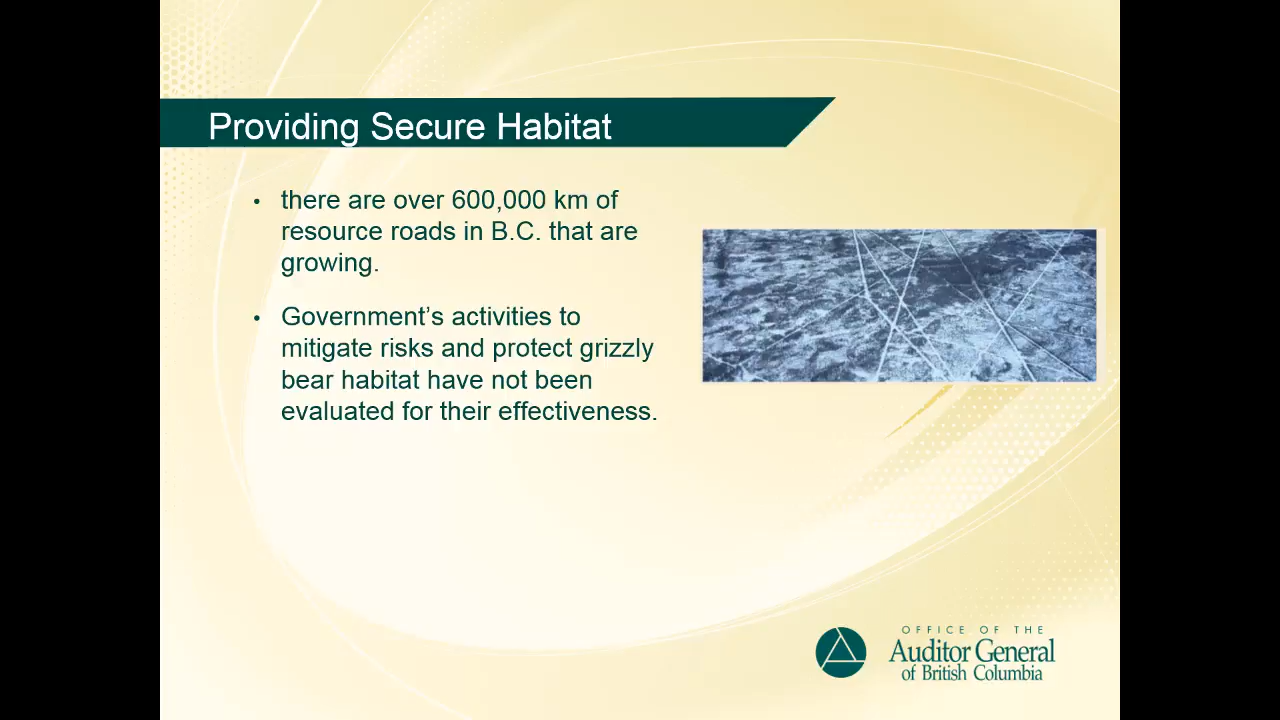 Providing Secure Habitat
• there are over 600,000 km of
resource roads in B.C. that are
growing.
• Government’s activities to
mitigate risks and protect grizzly
bear habitat have not been
evaluated for their effectiveness.
OFFICE OF THE
Auditor General
of British Columbia